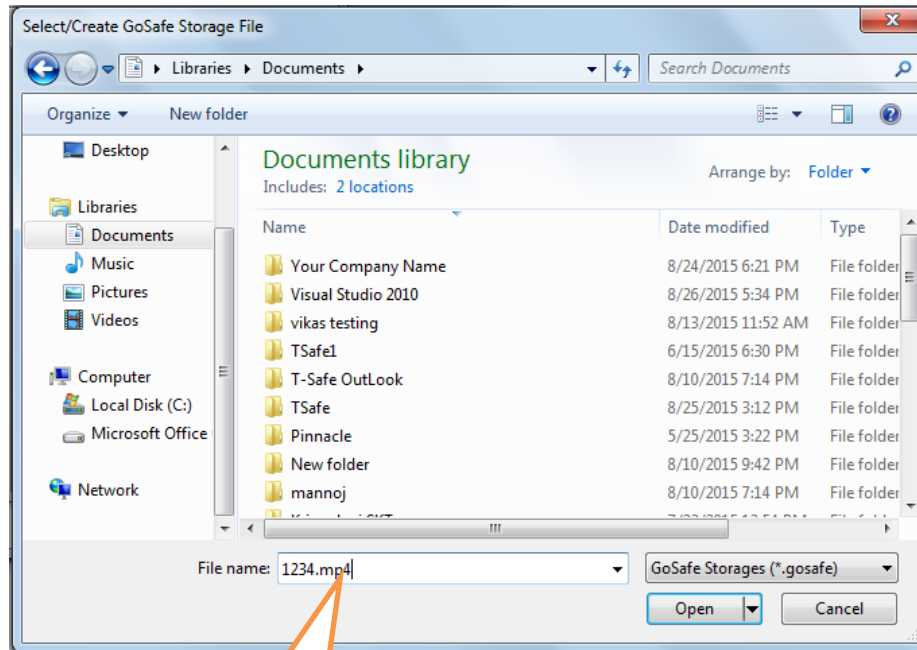 Select/Create GoSafe Storage File
Libraries Documents
Search Documents
Organize New folder
Desktop
Libraries
Documents
Music
Pictures
Videos
Computer
Local Disk (C:)
Microsoft Office
Network
Documents library
Includes: 2 locations
Arrange by: Folder
Name Date modified Type
Your Company Name 8/24/2015 6:21 PM File folder
Visual Studio 2010 8/26/2015 5:34 PM File folder
vikas testing 8/13/2015 11:52 AM File folder
TSafe1 6/15/2015 6:30 PM File folder
T-Safe OutLook 8/10/2015 7:14 PM File folder
TSafe 8/25/2015 3:12 PM File folder
Pinnacle 5/25/2015 3:22 PM File folder
New folder 8/10/2015 9:42 PM File folder
mannoj 8/10/2015 7:14 PM File folder
File name: 1234.mp4
GoSafe Storages (*.gosafe)
Open Cancel